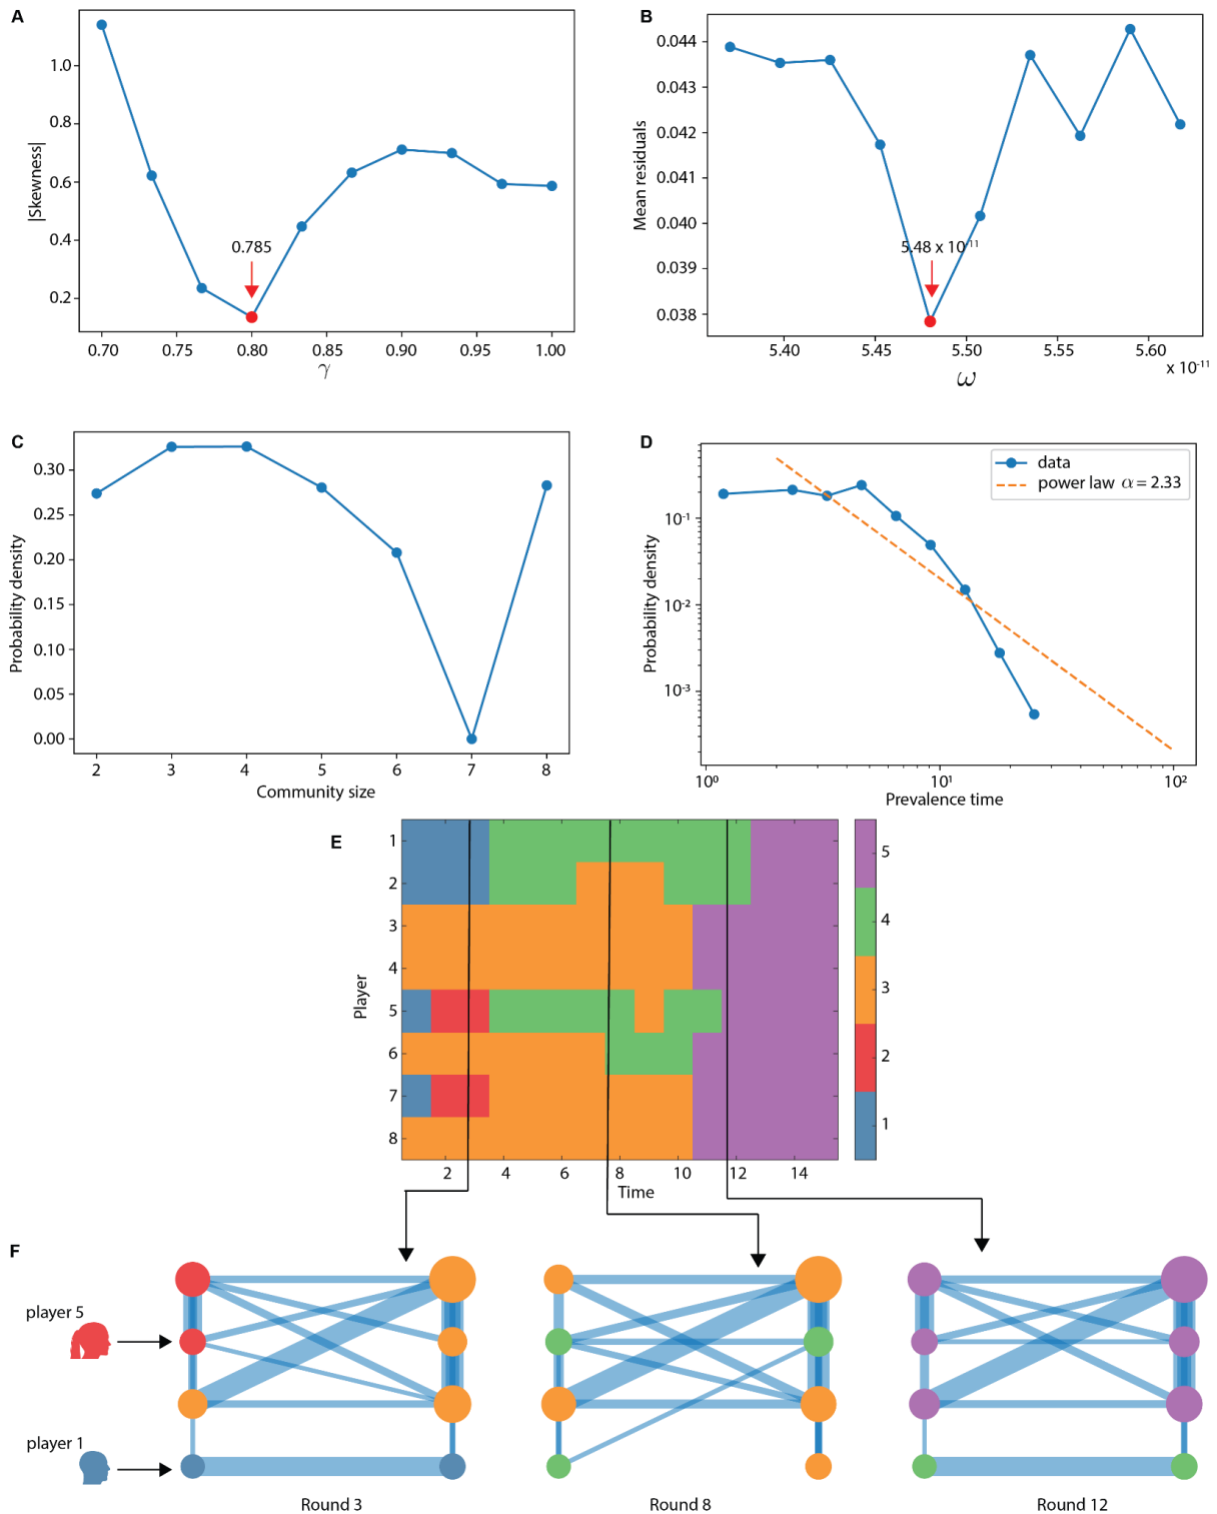 A
|Skewness|
1.0
0.8
0.6
0.4
0.2
0.785
0.70
0.75
0.80
0.85
0.90
0.95
1.00
γ
B
Mean residuals
0.044
0.043
0.042
0.041
0.040
0.039
0.038
5.48 x 10⁻¹¹
5.40
5.45
5.50
5.55
5.60
x 10⁻¹¹
ω
C
Probability density
0.30
0.25
0.20
0.15
0.10
0.05
0.00
2
3
4
5
6
7
8
Community size
D
Probability density
10⁻¹
10⁻²
10⁻³
data
power law α = 2.33
10⁰
10¹
10²
Prevalence time
E
Player
1
2
3
4
5
6
7
8
2
4
6
8
10
12
14
Time
5
4
3
2
1
F
player 5
player 1
Round 3
Round 8
Round 12